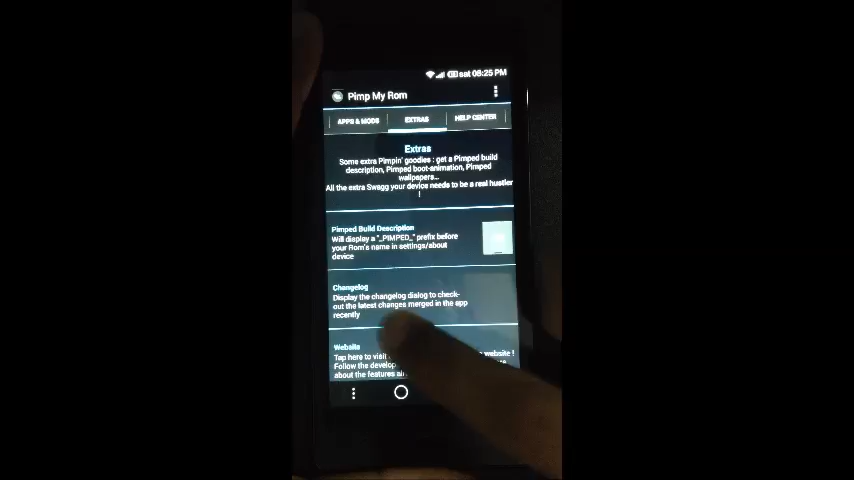 sat 08:25 PM
Pimp My Rom
APPS & MODS
EXTRAS
HELP CENTER
Extras
Some extra Pimpin' goodies : get a Pimped build
description, Pimped boot-animation, Pimped
wallpapers...
All the extra Swagg your device needs to be a real hustler
!
Pimped Build Description
Will display a "_PIMPED_" prefix before
your Rom's name in settings/about
device
Changelog
Display the changelog dialog to check-
out the latest changes merged in the app
recently
Website
Tap here to visit website !
Follow the develop
about the features